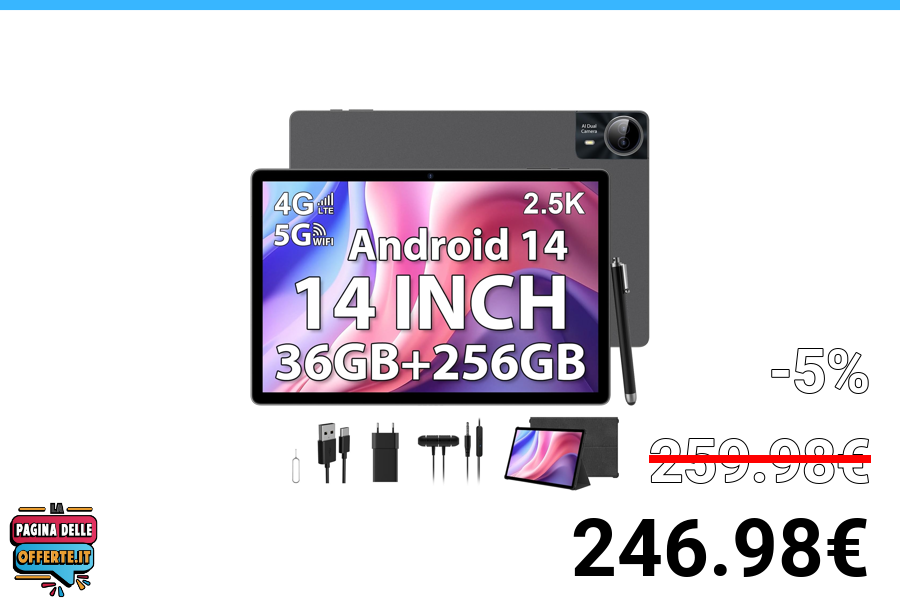 AI Dual
Camera
4G LTE
2.5K
5G WIFI
Android 14
14 INCH
36GB+256GB
-5%
259.98€
246.98€
LA
PAGINA DELLE
OFFERTE.IT